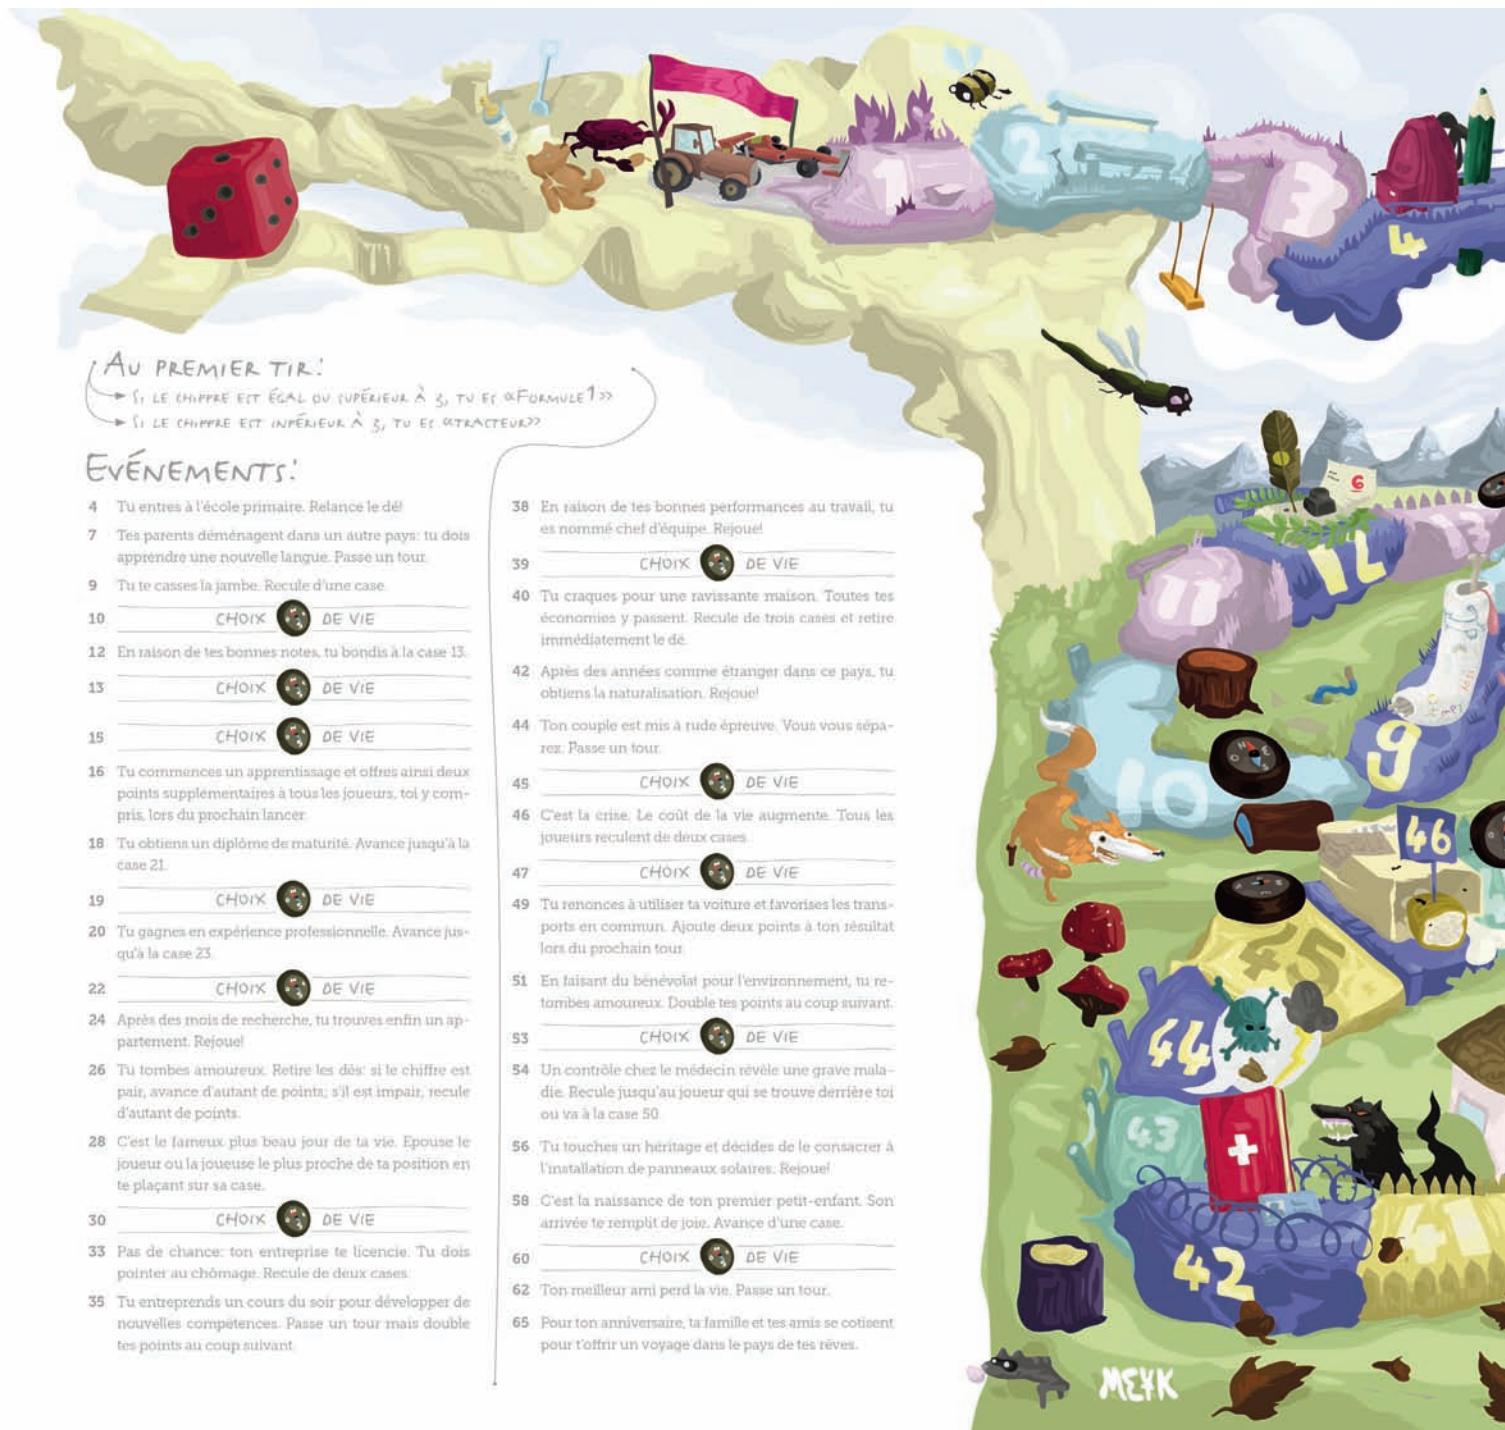 1
2
3
4
AU PREMIER TIR:
SI LE CHIFFRE EST ÉGAL OU SUPÉRIEUR À 3, TU ES «FORMULE 1»
SI LE CHIFFRE EST INFÉRIEUR À 3, TU ES «TRACTEUR»
EVÉNEMENTS:
4 Tu entres à l'école primaire. Relance le dé!
7 Tes parents déménagent dans un autre pays: tu dois
apprendre une nouvelle langue. Passe un tour.
9 Tu te casses la jambe. Recule d'une case.
10 CHOIX DE VIE
12 En raison de tes bonnes notes, tu bondis à la case 13.
13 CHOIX DE VIE
15 CHOIX DE VIE
16 Tu commences un apprentissage et offres ainsi deux
points supplémentaires à tous les joueurs, toi y com-
pris, lors du prochain lancer.
18 Tu obtiens un diplôme de maturité. Avance jusqu'à la
case 21.
19 CHOIX DE VIE
20 Tu gagnes en expérience professionnelle. Avance jus-
qu'à la case 23.
22 CHOIX DE VIE
24 Après des mois de recherche, tu trouves enfin un ap-
partement. Rejoue!
26 Tu tombes amoureux. Retire les dés: si le chiffre est
pair, avance d'autant de points; s'il est impair, recule
d'autant de points.
28 C'est le fameux plus beau jour de ta vie. Epouse le
joueur ou la joueuse le plus proche de ta position en
te plaçant sur sa case.
30 CHOIX DE VIE
33 Pas de chance: ton entreprise te licencie. Tu dois
pointer au chômage. Recule de deux cases.
35 Tu entreprends un cours du soir pour développer de
nouvelles compétences. Passe un tour mais double
tes points au coup suivant.
38 En raison de tes bonnes performances au travail, tu
es nommé chef d'équipe. Rejoue!
39 CHOIX DE VIE
40 Tu craques pour une ravissante maison. Toutes tes
économies y passent. Recule de trois cases et retire
immédiatement le dé.
42 Après des années comme étranger dans ce pays, tu
obtiens la naturalisation. Rejoue!
44 Ton couple est mis à rude épreuve. Vous vous sépa-
rez. Passe un tour.
45 CHOIX DE VIE
46 C'est la crise. Le coût de la vie augmente. Tous les
joueurs reculent de deux cases.
47 CHOIX DE VIE
49 Tu renonces à utiliser ta voiture et favorises les trans-
ports en commun. Ajoute deux points à ton résultat
lors du prochain tour.
51 En faisant du bénévolat pour l'environnement, tu re-
tombes amoureux. Double tes points au coup suivant.
53 CHOIX DE VIE
54 Un contrôle chez le médecin révèle une grave mala-
die. Recule jusqu'au joueur qui se trouve derrière toi
ou va à la case 50.
56 Tu touches un héritage et décides de le consacrer à
l'installation de panneaux solaires. Rejoue!
58 C'est la naissance de ton premier petit-enfant. Son
arrivée te remplit de joie. Avance d'une case.
60 CHOIX DE VIE
62 Ton meilleur ami perd la vie. Passe un tour.
65 Pour ton anniversaire, ta famille et tes amis se cotisent
pour t'offrir un voyage dans le pays de tes rêves.
6
11
12
13
10
9
46
45
44
43
42
41